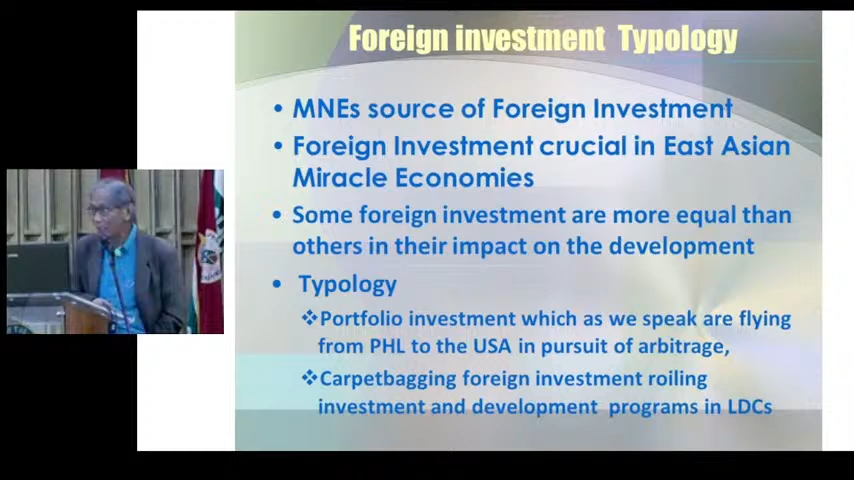 Foreign investment Typology
• MNEs source of Foreign Investment
• Foreign Investment crucial in East Asian
Miracle Economies
• Some foreign investment are more equal than
others in their impact on the development
• Typology
❖Portfolio investment which as we speak are flying
from PHL to the USA in pursuit of arbitrage,
❖Carpetbagging foreign investment roiling
investment and development programs in LDCs